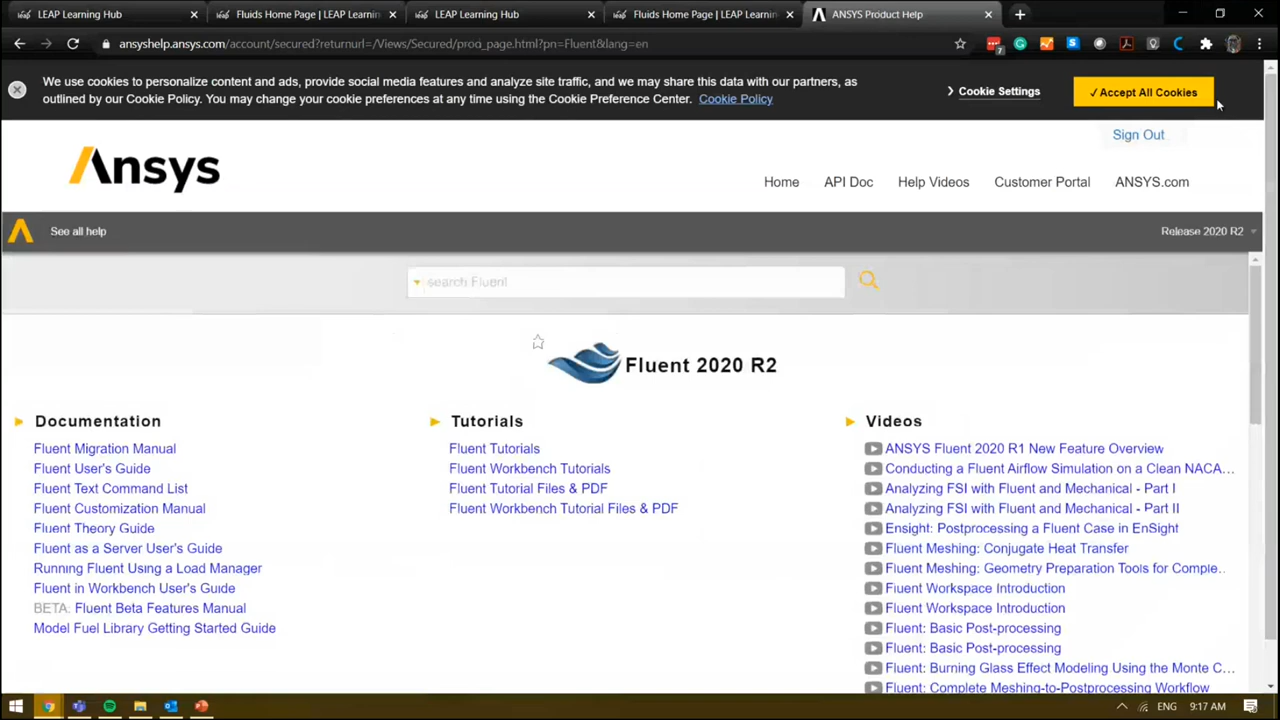 LEAP Learning Hub
Fluids Home Page | LEAP Learnin
LEAP Learning Hub
Fluids Home Page | LEAP Learnin
ANSYS Product Help
ansyshelp.ansys.com/account/secured?returnurl=/Views/Secured/prod_page.html?pn=Fluent&lang=en
7
We use cookies to personalize content and ads, provide social media features and analyze site traffic, and we may share this data with our partners, as
outlined by our Cookie Policy. You may change your cookie preferences at any time using the Cookie Preference Center. Cookie Policy
Cookie Settings
✓ Accept All Cookies
Sign Out
Ansys
Home
API Doc
Help Videos
Customer Portal
ANSYS.com
See all help
Release 2020 R2
search Fluent
Fluent 2020 R2
Documentation
Fluent Migration Manual
Fluent User's Guide
Fluent Text Command List
Fluent Customization Manual
Fluent Theory Guide
Fluent as a Server User's Guide
Running Fluent Using a Load Manager
Fluent in Workbench User's Guide
BETA: Fluent Beta Features Manual
Model Fuel Library Getting Started Guide
Tutorials
Fluent Tutorials
Fluent Workbench Tutorials
Fluent Tutorial Files & PDF
Fluent Workbench Tutorial Files & PDF
Videos
ANSYS Fluent 2020 R1 New Feature Overview
Conducting a Fluent Airflow Simulation on a Clean NACA...
Analyzing FSI with Fluent and Mechanical - Part I
Analyzing FSI with Fluent and Mechanical - Part II
Ensight: Postprocessing a Fluent Case in EnSight
Fluent Meshing: Conjugate Heat Transfer
Fluent Meshing: Geometry Preparation Tools for Comple..
Fluent Workspace Introduction
Fluent Workspace Introduction
Fluent: Basic Post-processing
Fluent: Basic Post-processing
Fluent: Burning Glass Effect Modeling Using the Monte C...
Fluent: Complete Meshing-to-Postprocessing Workflow
ENG
9:17 AM